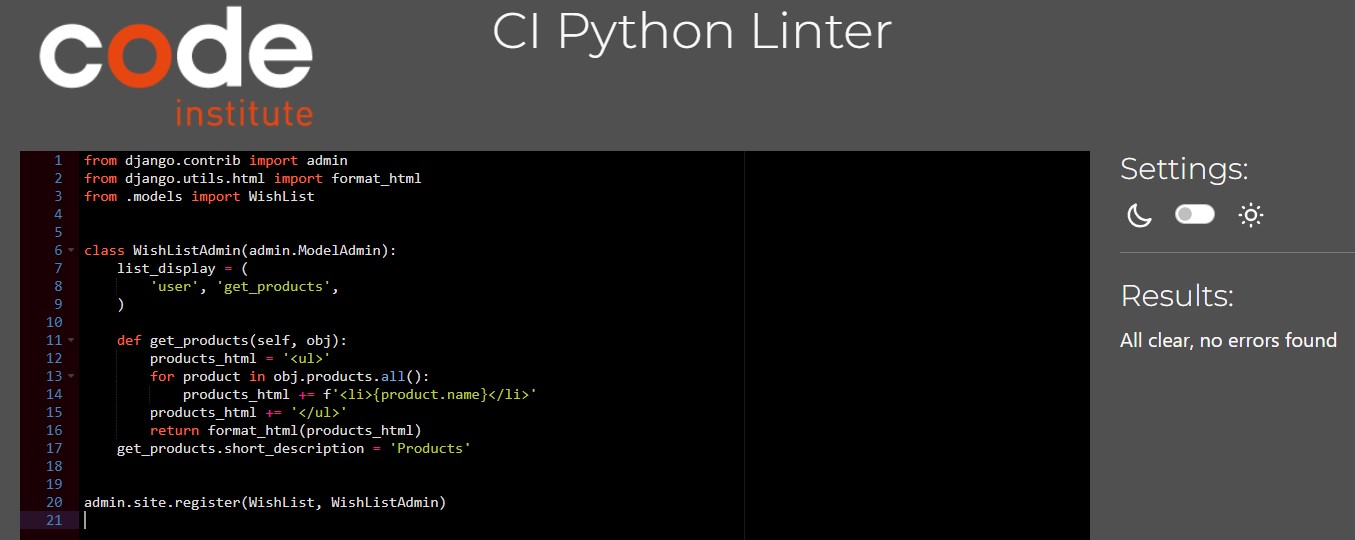 code
institute
CI Python Linter
1 from django.contrib import admin
2 from django.utils.html import format_html
3 from .models import WishList
4
5
6 class WishListAdmin(admin.ModelAdmin):
7     list_display = (
8         'user', 'get_products',
9     )
10
11     def get_products(self, obj):
12         products_html = '<ul>'
13         for product in obj.products.all():
14             products_html += f'<li>{product.name}</li>'
15         products_html += '</ul>'
16         return format_html(products_html)
17     get_products.short_description = 'Products'
18
19
20 admin.site.register(WishList, WishListAdmin)
21
Settings:
Results:
All clear, no errors found